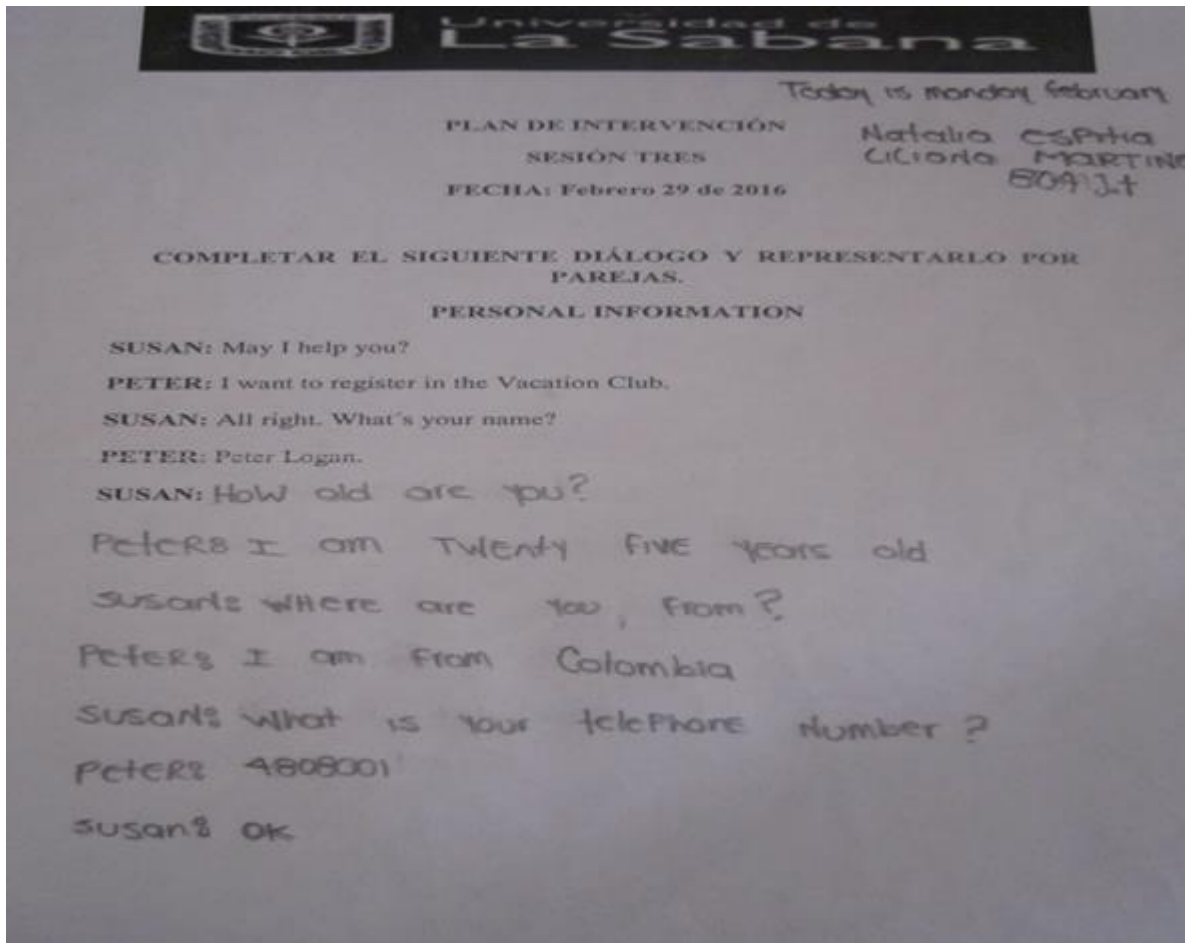 Universidad de
La Sabana
Today is monday february
PLAN DE INTERVENCIÓN
Natalia Espitia
SESIÓN TRES
Liliana MARTINE
FECHA: Febrero 29 de 2016
COMPLETAR EL SIGUIENTE DIÁLOGO Y REPRESENTARLO POR
PAREJAS.
PERSONAL INFORMATION
SUSAN: May I help you?
PETER: I want to register in the Vacation Club.
SUSAN: All right. What´s your name?
PETER: Peter Logan.
SUSAN: How old are you?
PeteR: I am TwENty FivE years old
susan: wHere are you, From?
PeteR: I am From Colombia
susan: what is your telePhone Number?
peteR: 4808001
susan: OK